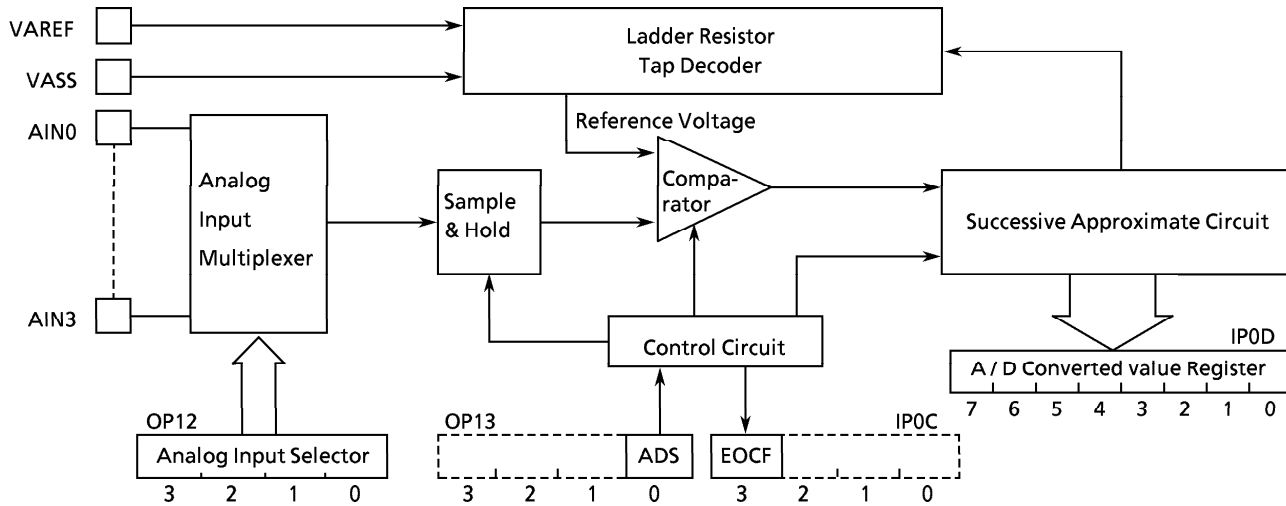 VAREF
VASS
AIN0
AIN3
Ladder Resistor
Tap Decoder
Reference Voltage
Analog
Input
Multiplexer
Sample
& Hold
Compa-
rator
Successive Approximate Circuit
Control Circuit
IP0D
A / D Converted value Register
7 6 5 4 3 2 1 0
OP12
Analog Input Selector
3 2 1 0
OP13
ADS
3 2 1 0
IP0C
EOCF
3 2 1 0